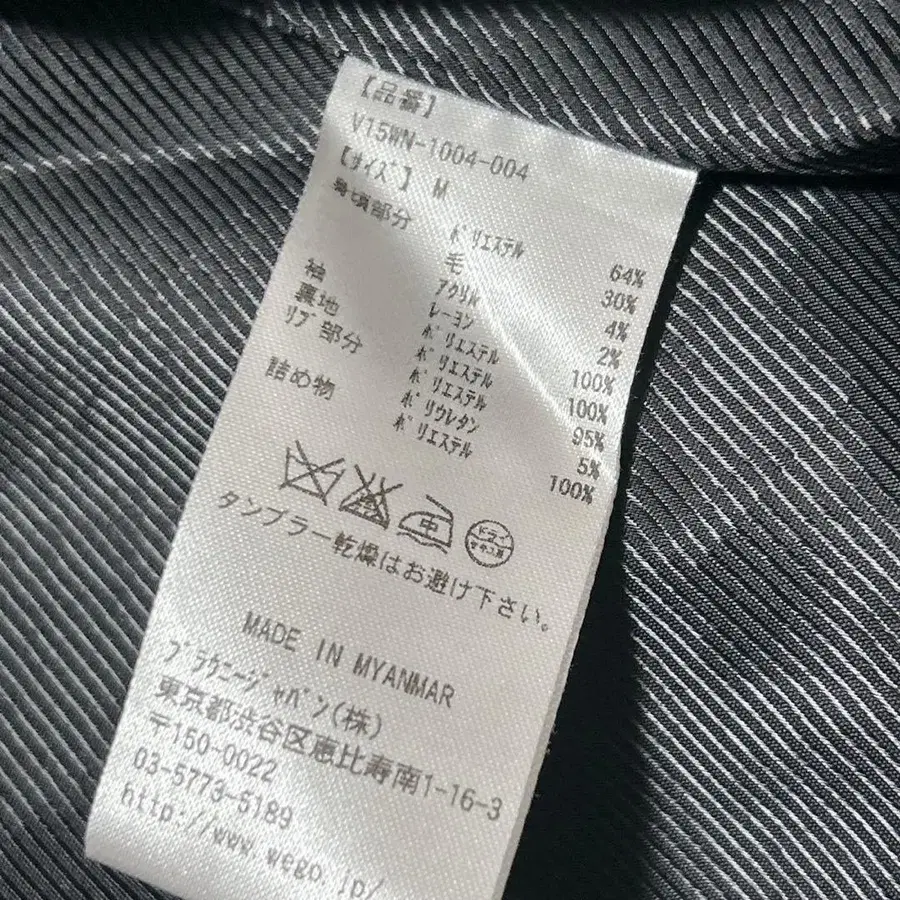 【品番】
V15WN-1004-004
【サイズ】 M
身頃部分 ポリエステル 64%
毛 30%
アクリル 4%
レーヨン 2%
袖 ポリエステル 100%
裏地 ポリエステル 100%
リブ部分 ポリエステル 95%
ポリウレタン 5%
詰め物 ポリエステル 100%
中 ドライ
タンブラー乾燥はお避け下さい。
MADE IN MYANMAR
ブラウニージャパン(株)
東京都渋谷区恵比寿南1-16-3
〒150-0022
03-5773-5189
http://www.wego.jp/